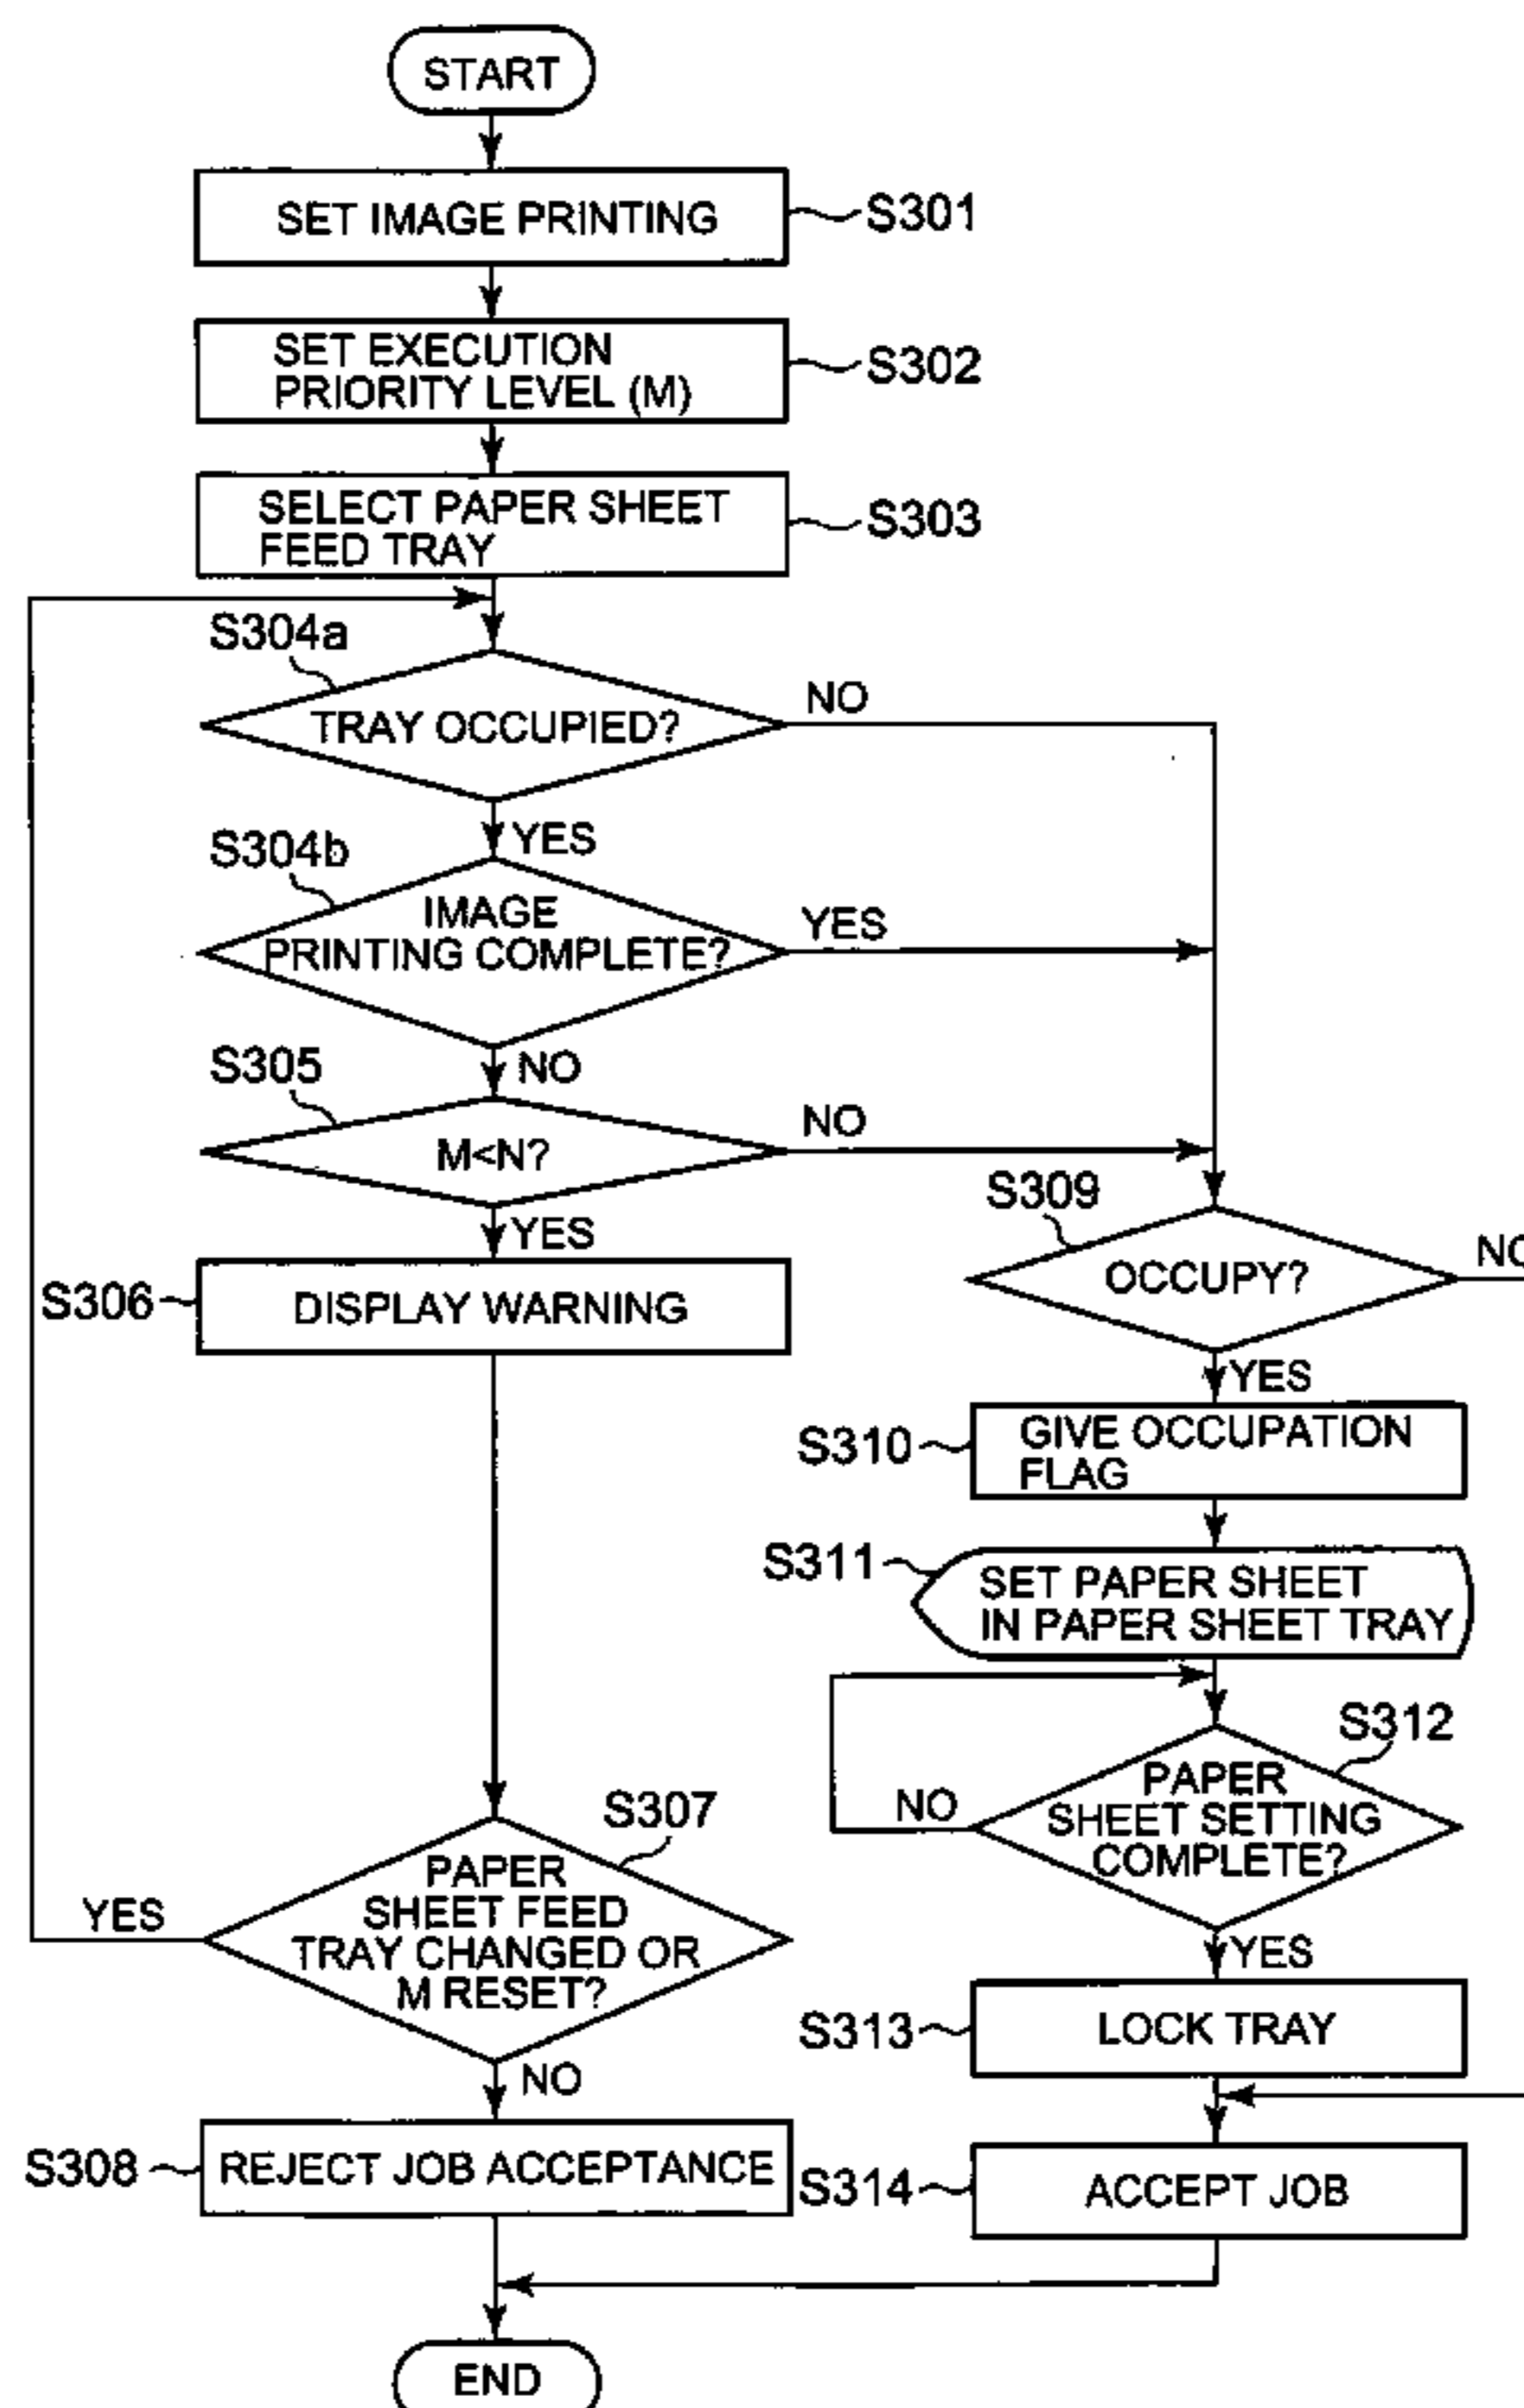 START
SET IMAGE PRINTING
S301
SET EXECUTION
PRIORITY LEVEL (M)
S302
SELECT PAPER SHEET
FEED TRAY
S303
S304a
TRAY OCCUPIED?
NO
YES
S304b
IMAGE
PRINTING COMPLETE?
YES
NO
S305
M<N?
NO
YES
S306
DISPLAY WARNING
S309
OCCUPY?
NO
YES
S310
GIVE OCCUPATION
FLAG
S311
SET PAPER SHEET
IN PAPER SHEET TRAY
S312
PAPER
SHEET SETTING
COMPLETE?
NO
YES
S307
PAPER
SHEET FEED
TRAY CHANGED OR
M RESET?
YES
NO
S313
LOCK TRAY
S308
REJECT JOB ACCEPTANCE
S314
ACCEPT JOB
END